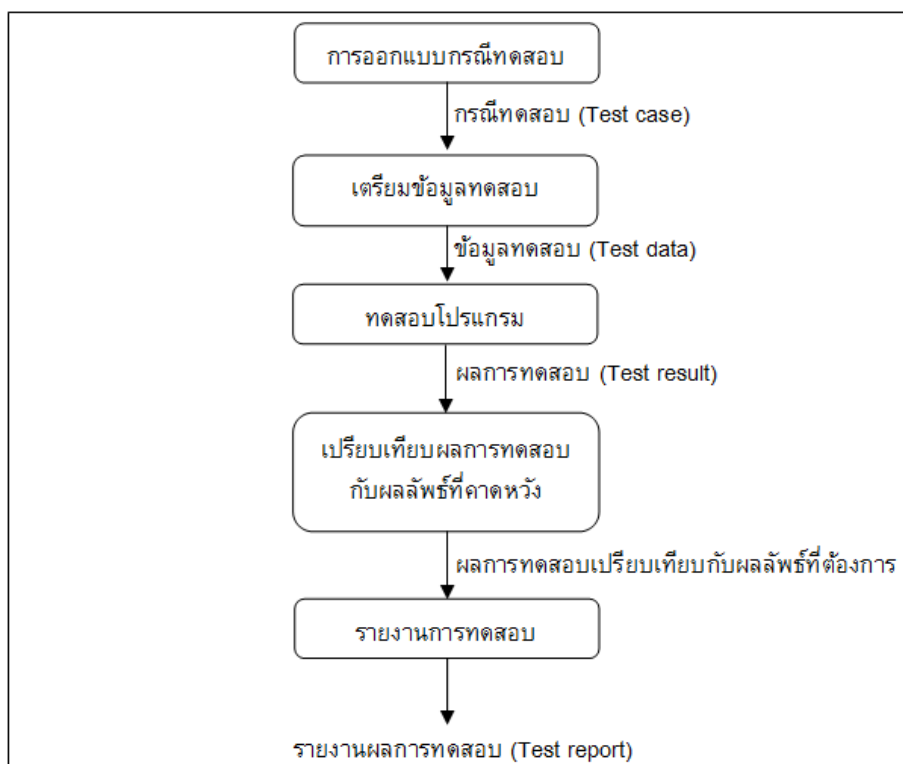 การออกแบบกรณีทดสอบ
กรณีทดสอบ (Test case)
เตรียมข้อมูลทดสอบ
ข้อมูลทดสอบ (Test data)
ทดสอบโปรแกรม
ผลการทดสอบ (Test result)
เปรียบเทียบผลการทดสอบ
กับผลลัพธ์ที่คาดหวัง
ผลการทดสอบเปรียบเทียบกับผลลัพธ์ที่ต้องการ
รายงานการทดสอบ
รายงานผลการทดสอบ (Test report)